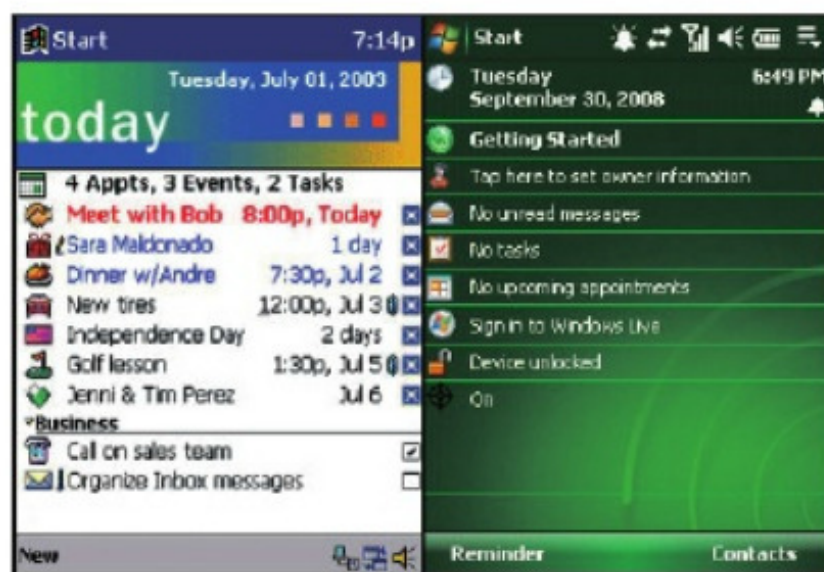 Start 7:14p
Tuesday, July 01, 2003
today
4 Appts, 3 Events, 2 Tasks
Meet with Bob 8:00p, Today
Sara Maldonado 1 day
Dinner w/Andre 7:30p, Jul 2
New tires 12:00p, Jul 3
Independence Day 2 days
Golf lesson 1:30p, Jul 5
Jenni & Tim Perez Jul 6
Business
Call on sales team
Organize Inbox messages
New
Start
Tuesday 6:49 PM
September 30, 2008
Getting Started
Tap here to set owner information
No unread messages
No tasks
No upcoming appointments
Sign in to Windows Live
Device unlocked
On
Reminder Contacts